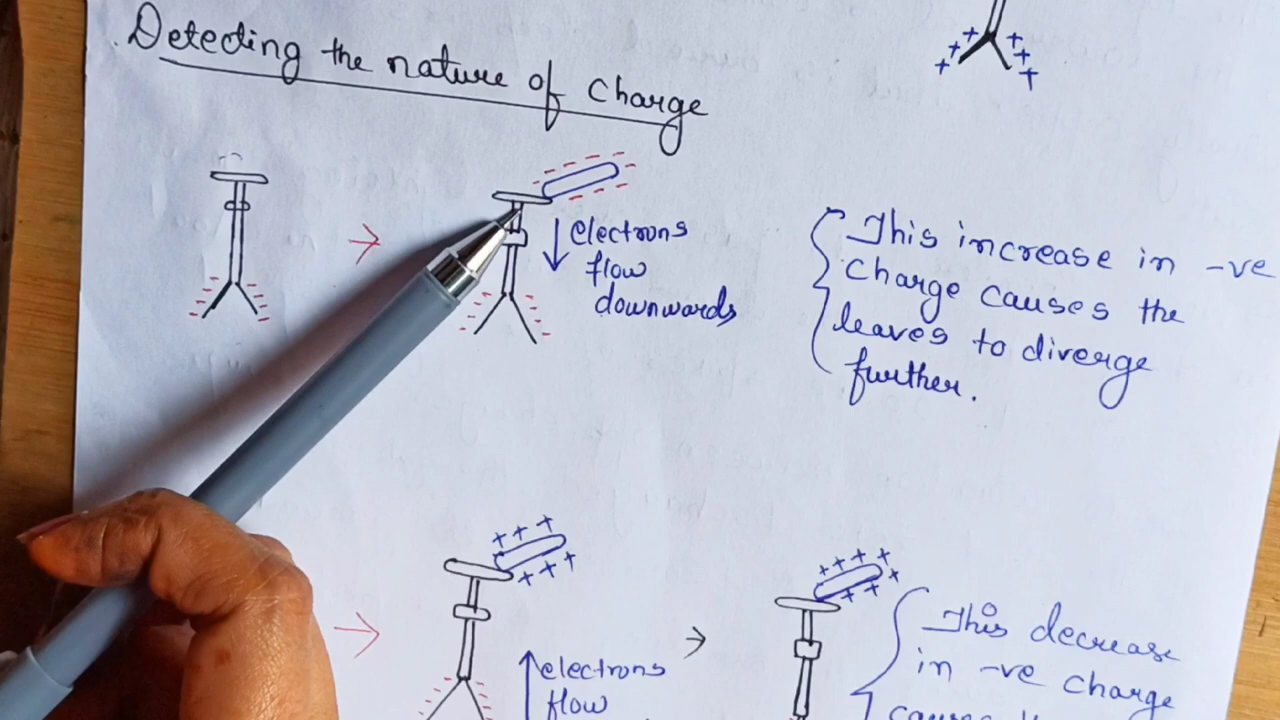 Detecting the nature of Charge
electrons
flow
downwards
This increase in -ve
Charge causes the
leaves to diverge
further.
electrons
flow
This decrease
in -ve charge